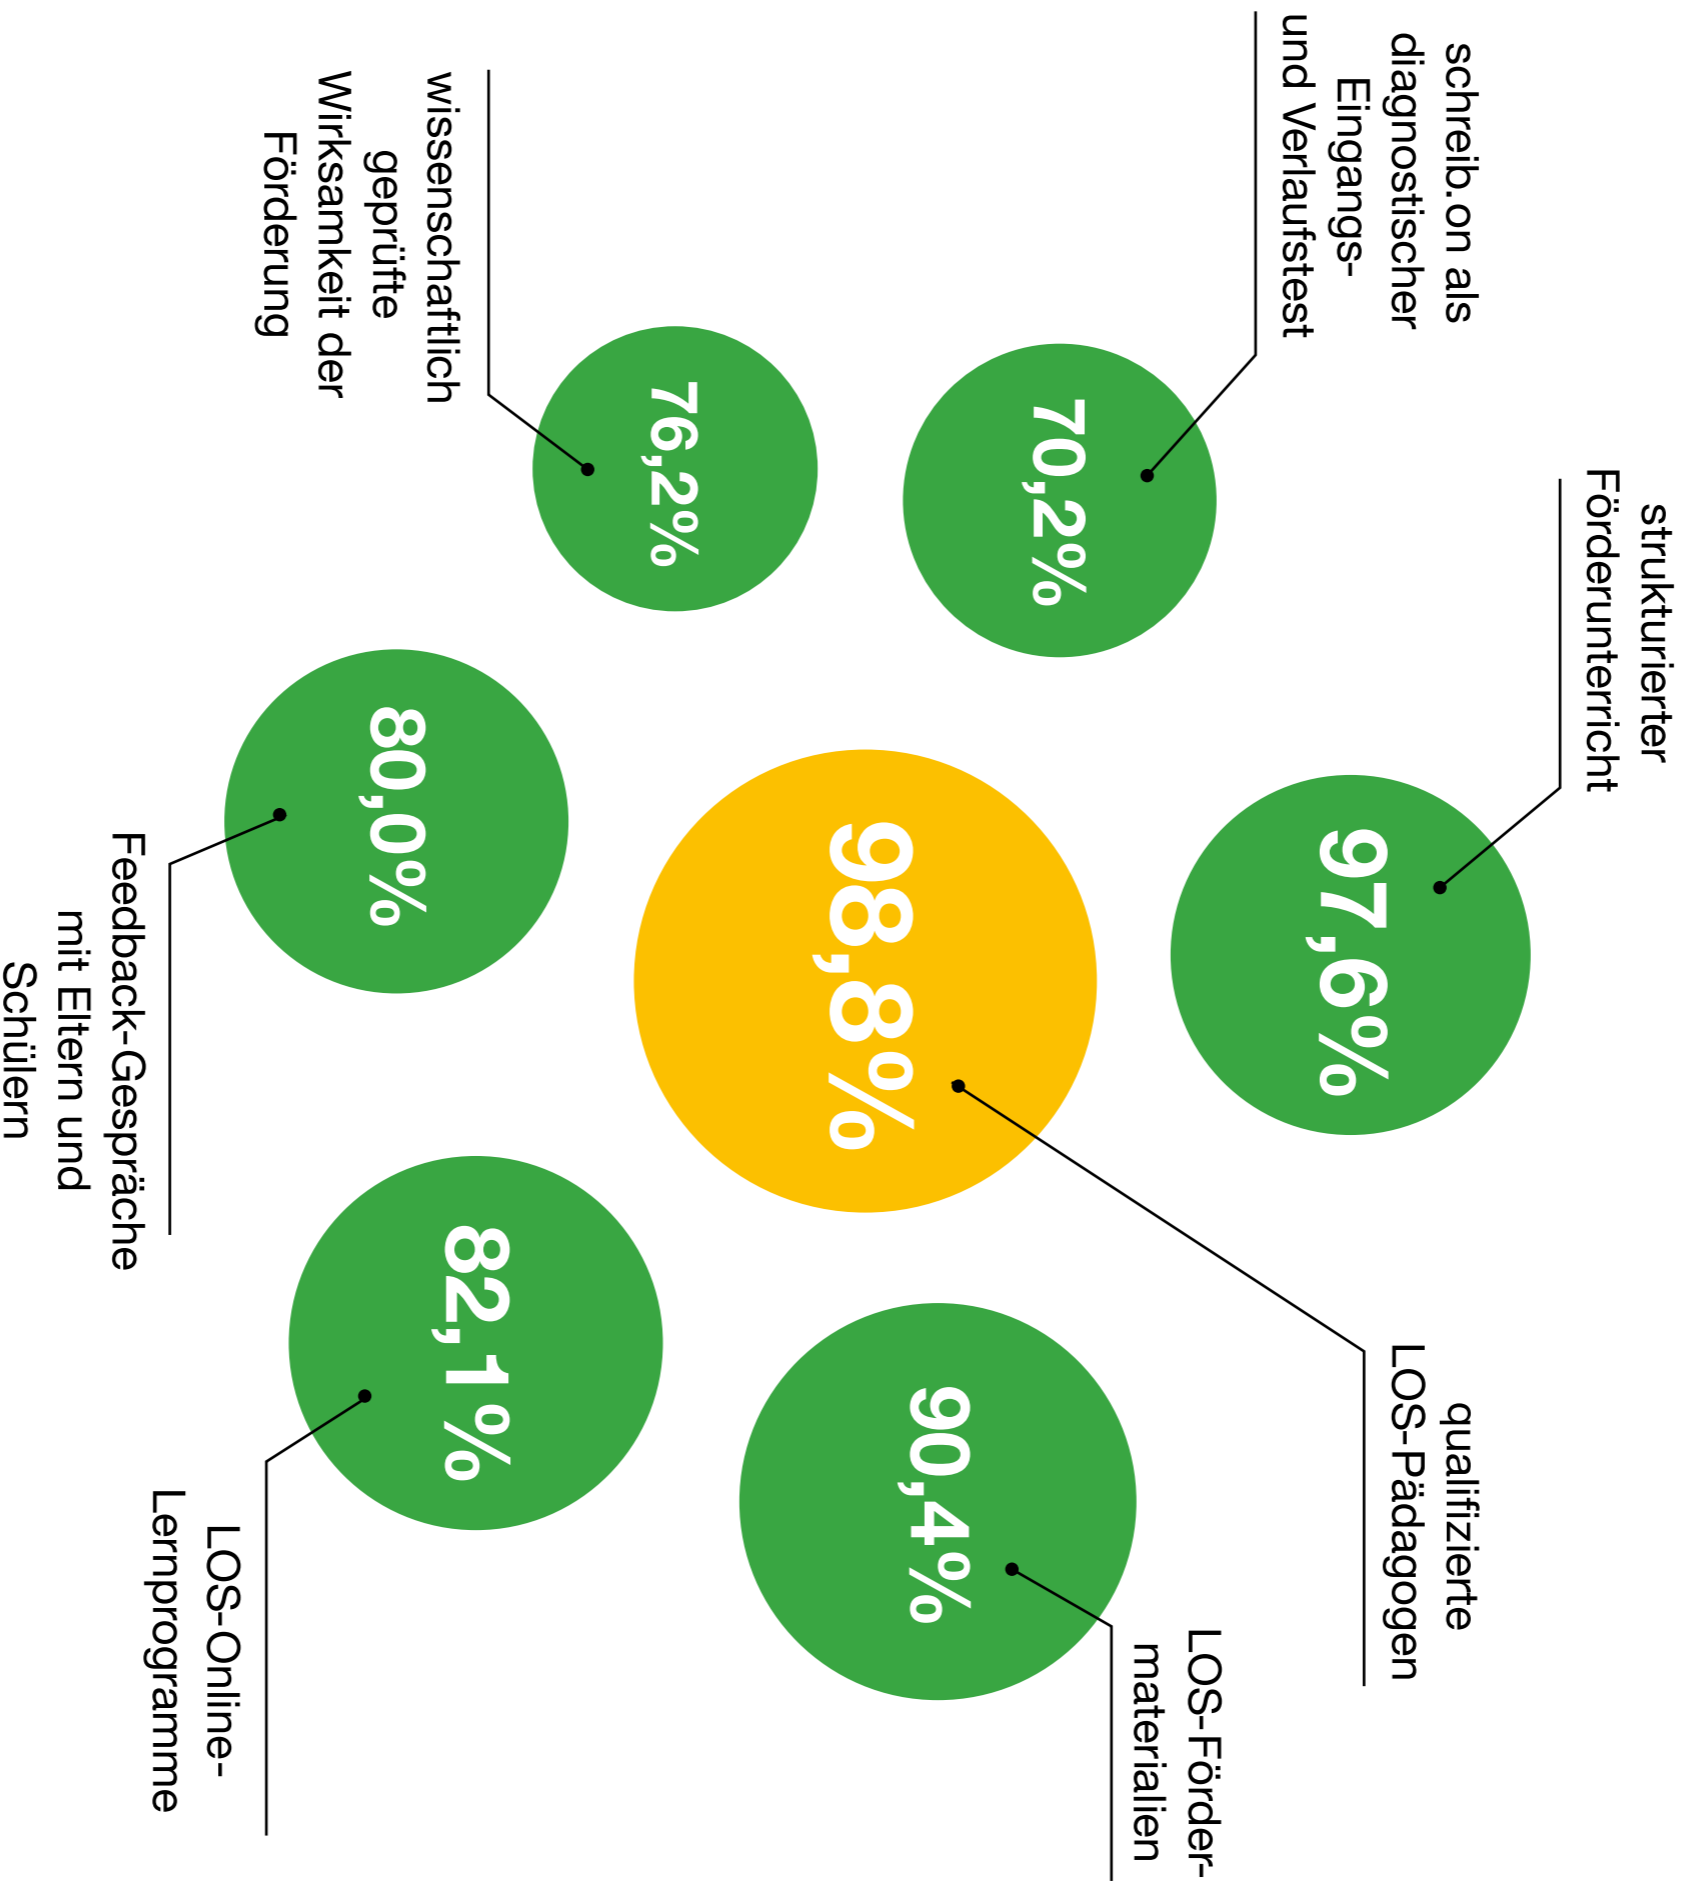 strukturierter
Förderunterricht
97,6%
schreib.on als
diagnostischer
Eingangs-
und Verlaufstest
70,2%
qualifizierte
LOS-Pädagogen
98,8%
LOS-Förder-
materialien
90,4%
wissenschaftlich
geprüfte
Wirksamkeit der
Förderung
76,2%
80,0%
Feedback-Gespräche
mit Eltern und
Schülern
82,1%
LOS-Online-
Lernprogramme